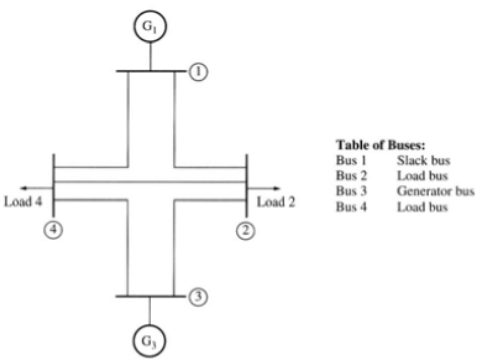 G₁
①
Load 4
Load 2
④
②
③
G₃
Table of Buses:
Bus 1 Slack bus
Bus 2 Load bus
Bus 3 Generator bus
Bus 4 Load bus